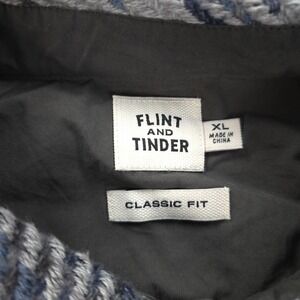 FLINT
AND
TINDER
XL
MADE IN
CHINA
CLASSIC FIT